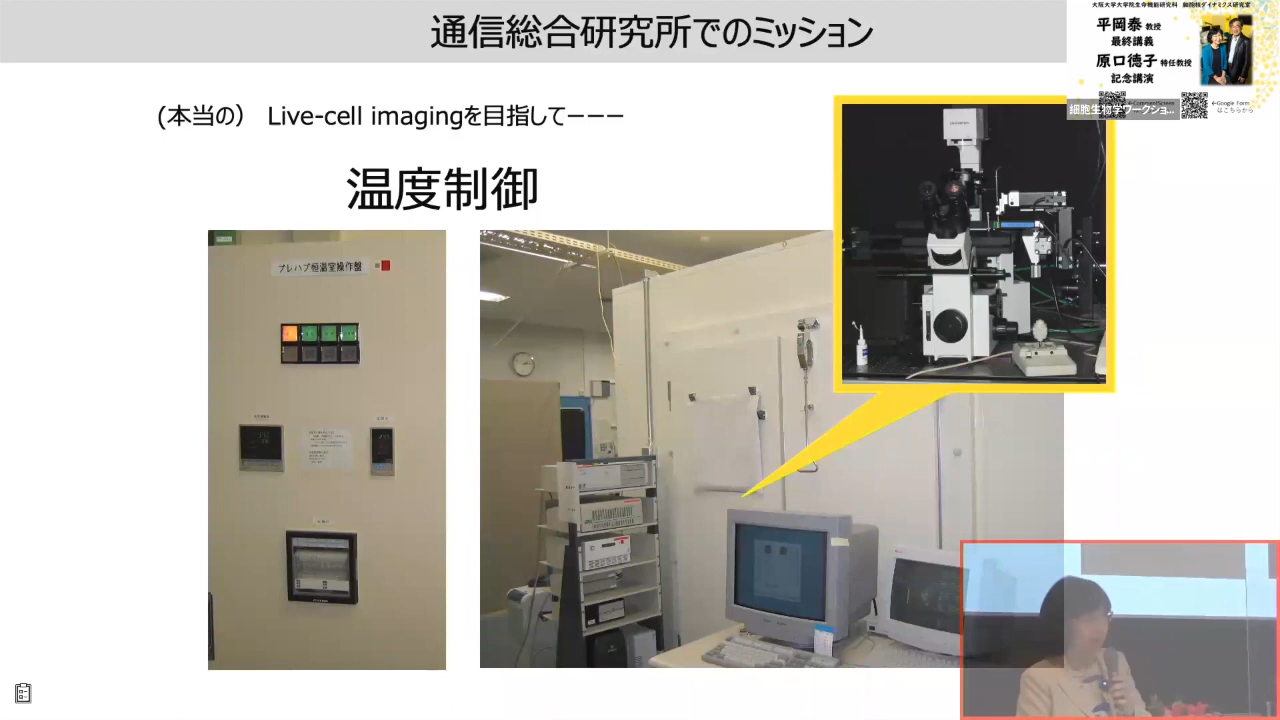 通信総合研究所でのミッション
大阪大学大学院生命機能研究科 細胞核ダイナミクス研究室
平岡泰 教授
最終講義
原口徳子 特任教授
記念講演
細胞生物学ワークショ...
←CommentScreen
←Google Form
はこちらから
(本当の） Live-cell imagingを目指してーーー
温度制御
プレハブ恒温室操作盤